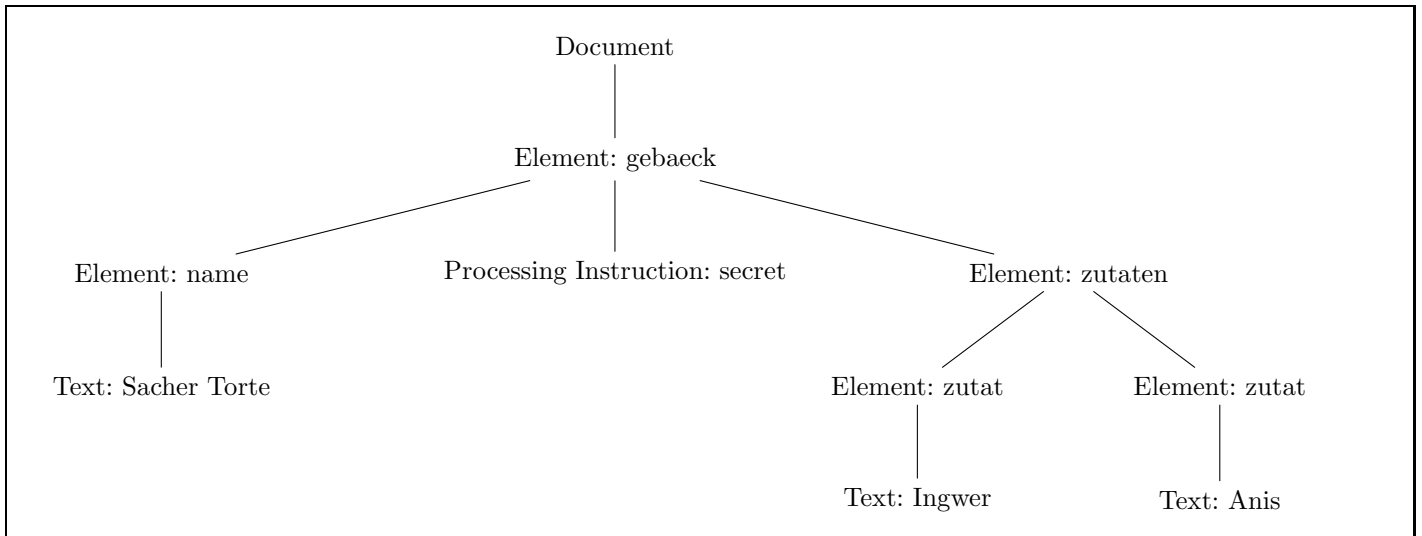 Document
Element: gebaeck
Element: name
Processing Instruction: secret
Element: zutaten
Text: Sacher Torte
Element: zutat
Element: zutat
Text: Ingwer
Text: Anis